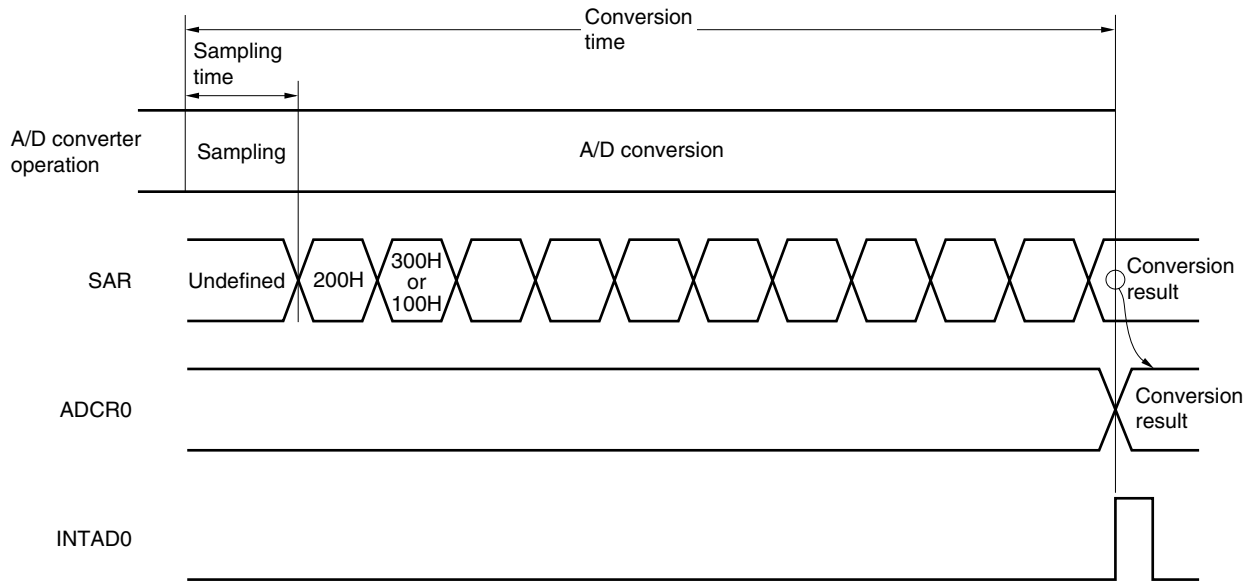 Conversion
time
Sampling
time
A/D converter
operation
Sampling
A/D conversion
SAR
Undefined
200H
300H
or
100H
Conversion
result
ADCR0
Conversion
result
INTAD0